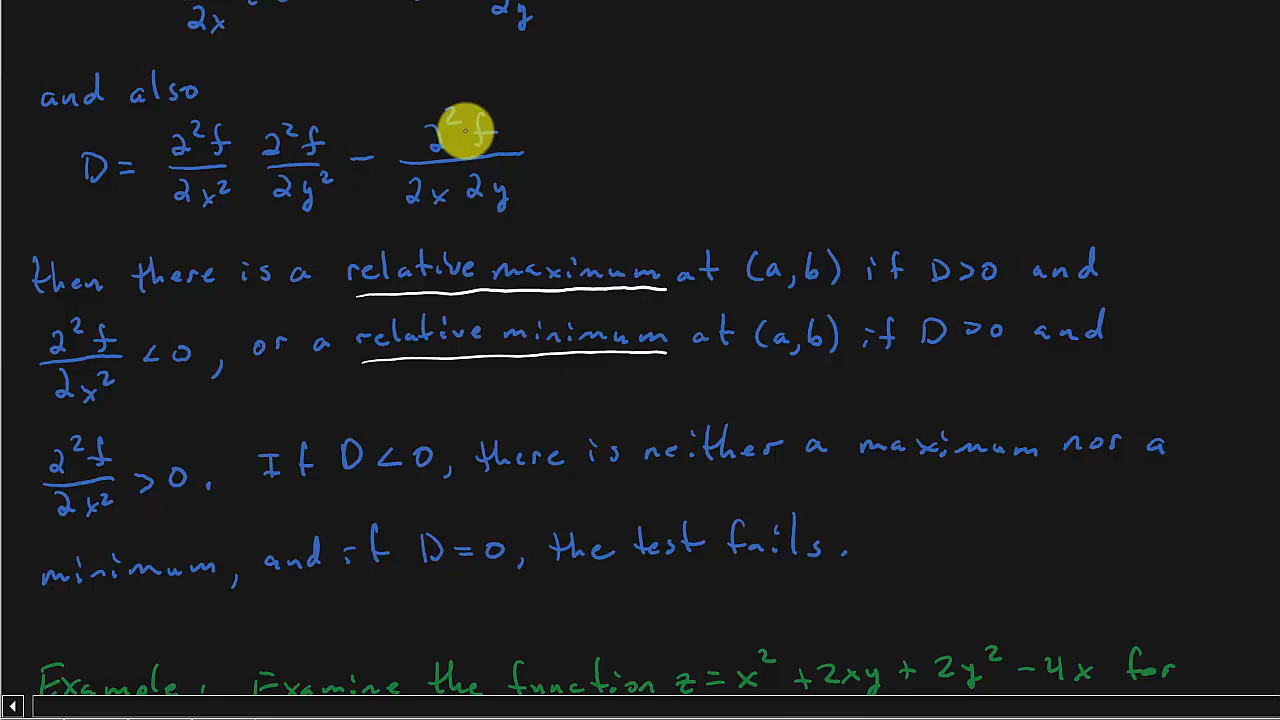 ∂x ∂y
and also
D = ∂²f/∂x² ∂²f/∂y² − ∂²f/∂x ∂y
then there is a relative maximum at (a,b) if D>0 and
∂²f/∂x² <0, or a relative minimum at (a,b) if D>0 and
∂²f/∂x² >0. If D<0, there is neither a maximum nor a
minimum, and if D=0, the test fails.
Example. Examine the function z = x² + 2xy + 2y² − 4x for